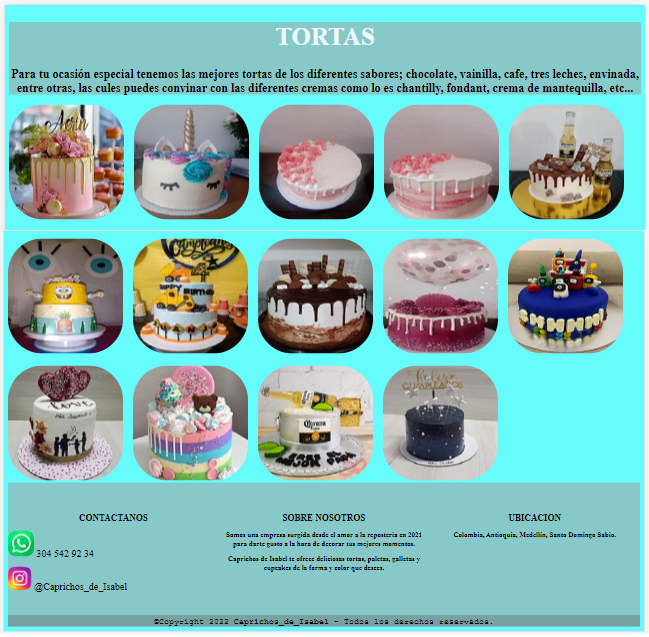 TORTAS
Para tu ocasión especial tenemos las mejores tortas de los diferentes sabores; chocolate, vainilla, cafe, tres leches, envinada,
entre otras, las cules puedes convinar con las diferentes cremas como lo es chantilly, fondant, crema de mantequilla, etc...
HAPPY BIRTHD
LOVE
CUMPLEAÑOS
Corona
CONTACTANOS
304 542 92 34
@Caprichos_de_Isabel
SOBRE NOSOTROS
Somos una empresa surgida desde el amor a la reposteria en 2021
para darte gusto a la hora de decorar tus mejores momentos.
Caprichos de Isabel te ofrece deliciosas tortas, paletas, galletas y
cupcakes de la forma y color que desees.
UBICACION
Colombia, Antioquia, Medellin, Santo Domingo Sabio.
©Copyright 2022 Caprichos_de_Isabel - Todos los derechos reservados.